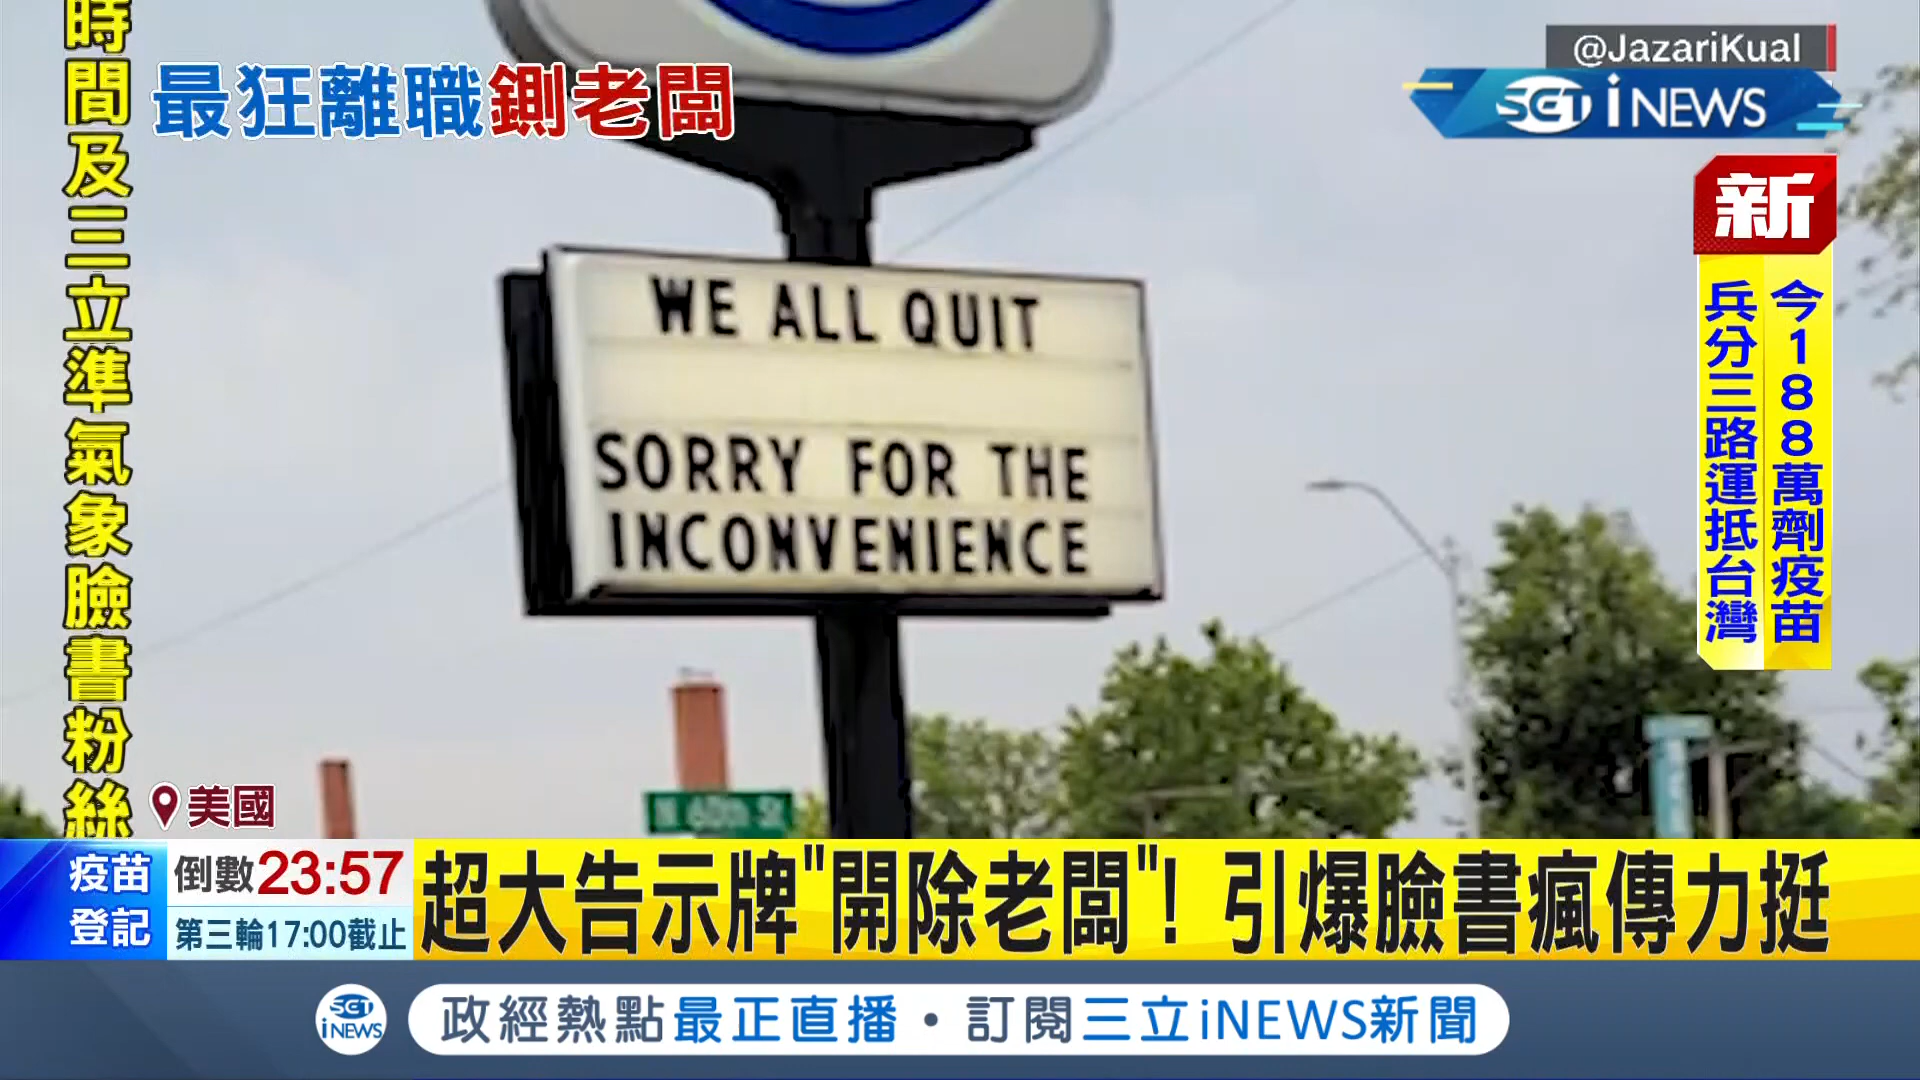 時間及三立準氣象臉書粉絲
最狂離職鍘老闆
@JazariKual
SET iNEWS
新
今188萬劑疫苗
兵分三路運抵台灣
WE ALL QUIT
SORRY FOR THE
INCONVENIENCE
N 60th St
美國
疫苗
登記
倒數23:57
第三輪17:00截止
超大告示牌"開除老闆"! 引爆臉書瘋傳力挺
SET
iNEWS
政經熱點最正直播・訂閱三立iNEWS新聞